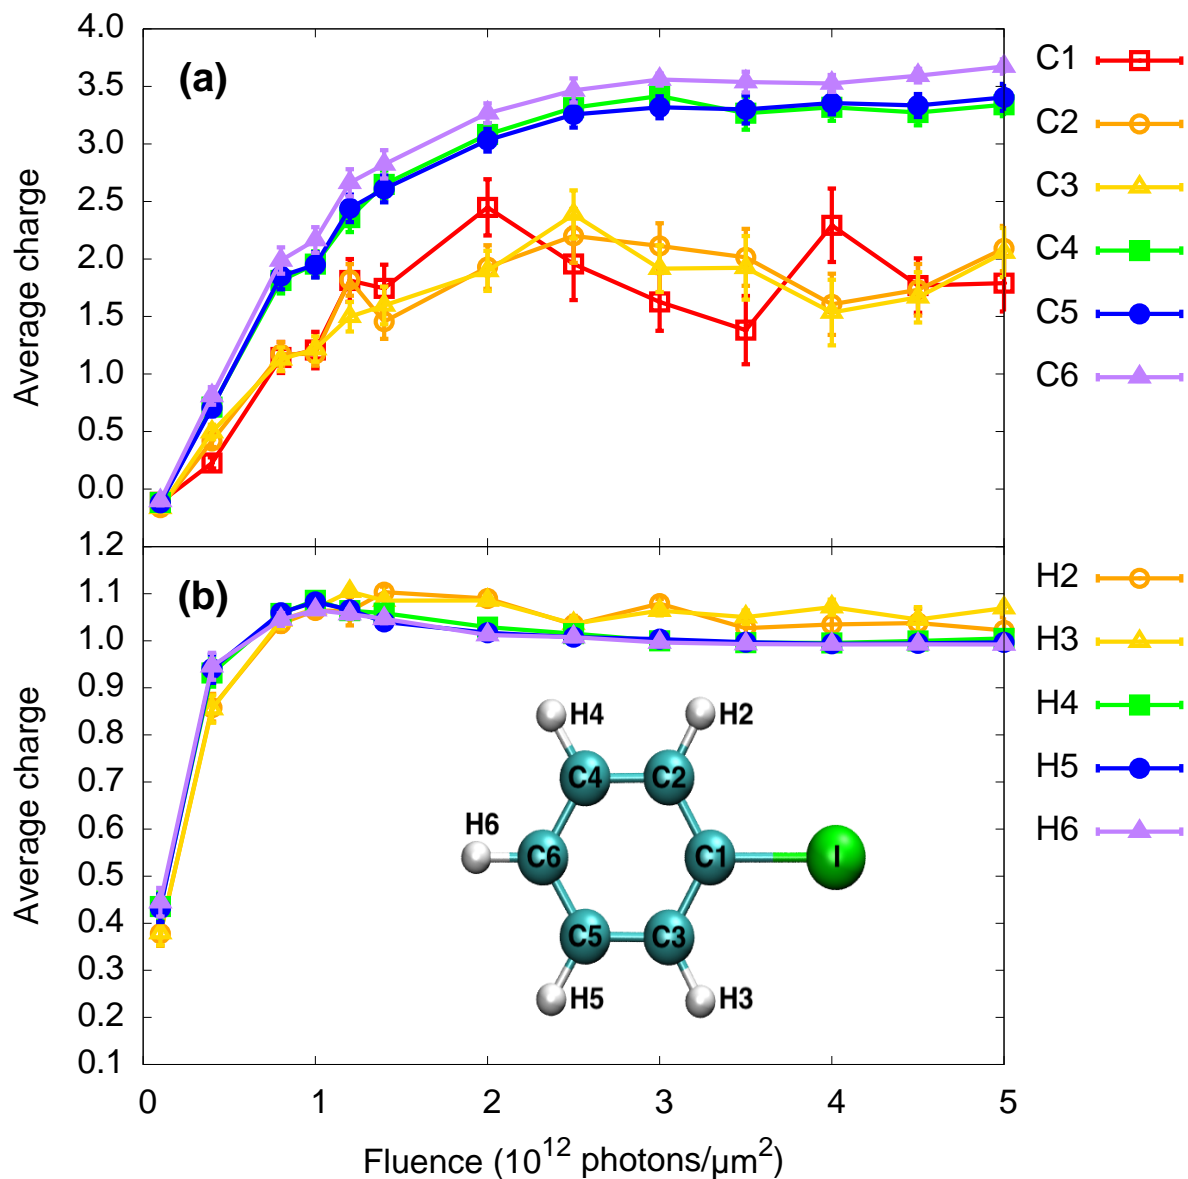 4.0
3.5
3.0
2.5
2.0
1.5
1.0
0.5
0.0
Average charge
(a)
C1
C2
C3
C4
C5
C6
1.2
1.1
1.0
0.9
0.8
0.7
0.6
0.5
0.4
0.3
0.2
0.1
Average charge
(b)
H2
H3
H4
H5
H6
H4 H2
C4 C2
H6
C6 C1 I
C5 C3
H5 H3
0 1 2 3 4 5
Fluence (10^12 photons/μm^2)